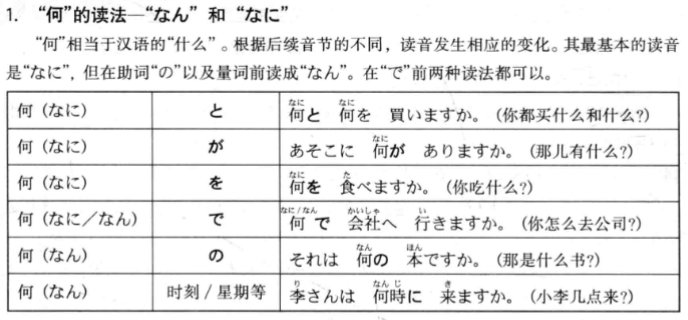 1. “何”的读法—“なん”和“なに”
“何”相当于汉语的“什么”。根据后续音节的不同，读音发生相应的变化。其最基本的读音
是“なに”，但在助词“の”以及量词前读成“なん”。在“で”前两种读法都可以。
何（なに） と 何（なに）と 何（なに）を 買いますか。（你都买什么和什么?）
何（なに） が あそこに 何（なに）が ありますか。（那儿有什么?）
何（なに） を 何（なに）を 食（た）べますか。（你吃什么?）
何（なに／なん） で 何（なに/なん）で 会社（かいしゃ）へ 行（い）きますか。（你怎么去公司?）
何（なん） の それは 何（なん）の 本（ほん）ですか。（那是什么书?）
何（なん） 时刻 / 星期等 李（り）さんは 何時（なんじ）に 来（き）ますか。（小李几点来?）